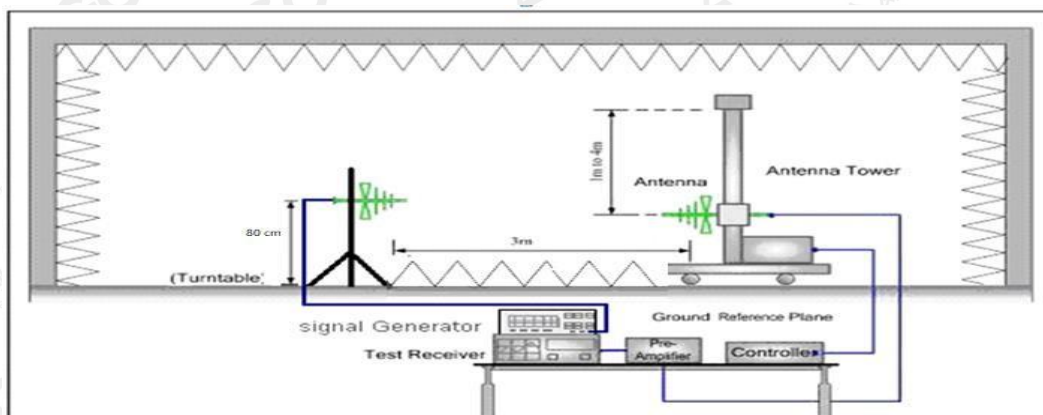 1m to 4m
Antenna
Antenna Tower
80 cm
3m
(Turntable)
signal Generator
Ground Reference Plane
Test Receiver
Pre-
Amplifier
Controller